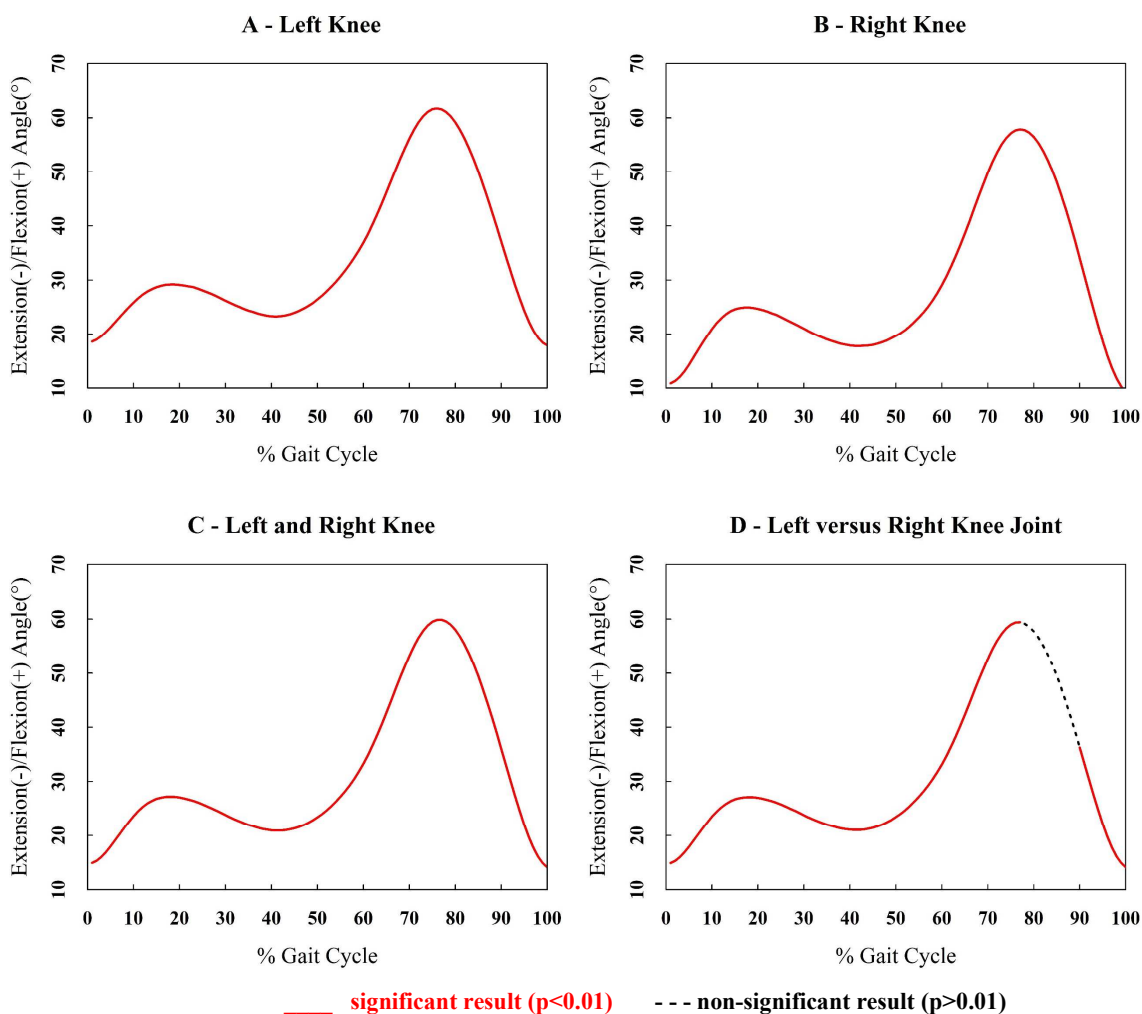 A - Left Knee
Extension(-)/Flexion(+) Angle(°)
70
60
50
40
30
20
10
0 10 20 30 40 50 60 70 80 90 100
% Gait Cycle
B - Right Knee
Extension(-)/Flexion(+) Angle(°)
70
60
50
40
30
20
10
0 10 20 30 40 50 60 70 80 90 100
% Gait Cycle
C - Left and Right Knee
Extension(-)/Flexion(+) Angle(°)
70
60
50
40
30
20
10
0 10 20 30 40 50 60 70 80 90 100
% Gait Cycle
D - Left versus Right Knee Joint
Extension(-)/Flexion(+) Angle(°)
70
60
50
40
30
20
10
0 10 20 30 40 50 60 70 80 90 100
% Gait Cycle
____ significant result (p<0.01) - - - non-significant result (p>0.01)